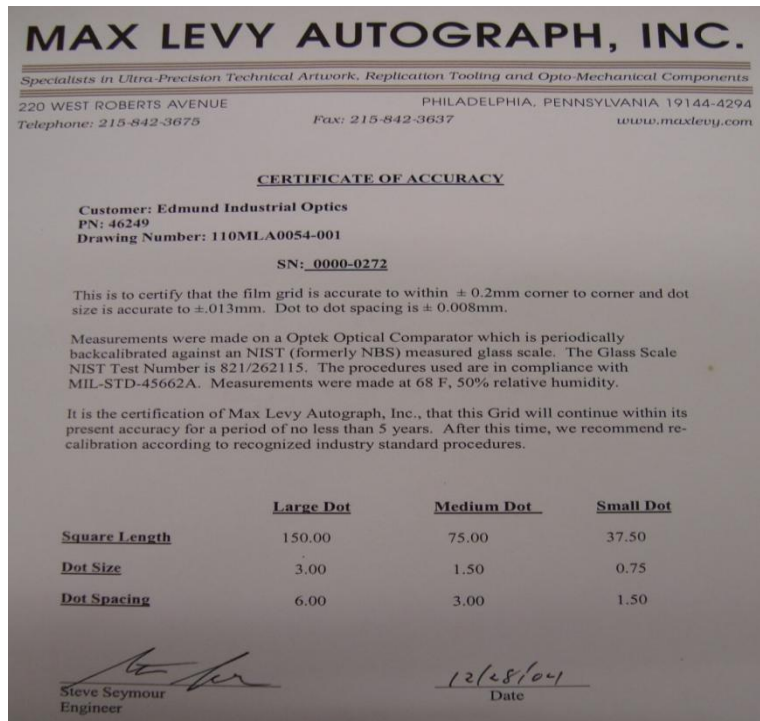 MAX LEVY AUTOGRAPH, INC.
Specialists in Ultra-Precision Technical Artwork, Replication Tooling and Opto-Mechanical Components
220 WEST ROBERTS AVENUE PHILADELPHIA, PENNSYLVANIA 19144-4294
Telephone: 215-842-3675 Fax: 215-842-3637 www.maxlevy.com
CERTIFICATE OF ACCURACY
Customer: Edmund Industrial Optics
PN: 46249
Drawing Number: 110MLA0054-001
SN: 0000-0272
This is to certify that the film grid is accurate to within ± 0.2mm corner to corner and dot
size is accurate to ±.013mm. Dot to dot spacing is ± 0.008mm.
Measurements were made on a Optek Optical Comparator which is periodically
backcalibrated against an NIST (formerly NBS) measured glass scale. The Glass Scale
NIST Test Number is 821/262115. The procedures used are in compliance with
MIL-STD-45662A. Measurements were made at 68 F, 50% relative humidity.
It is the certification of Max Levy Autograph, Inc., that this Grid will continue within its
present accuracy for a period of no less than 5 years. After this time, we recommend re-
calibration according to recognized industry standard procedures.
Large Dot Medium Dot Small Dot
Square Length 150.00 75.00 37.50
Dot Size 3.00 1.50 0.75
Dot Spacing 6.00 3.00 1.50
12/28/04
Steve Seymour Date
Engineer